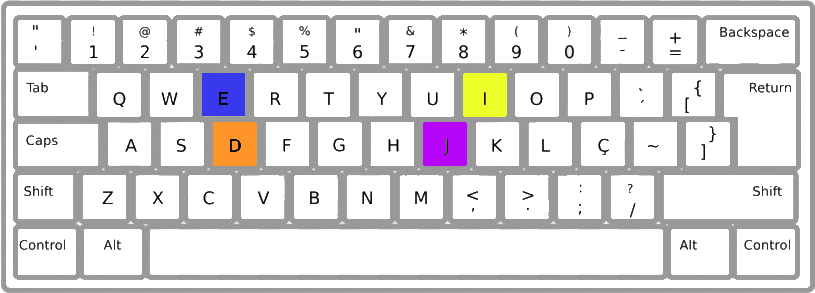 " ! @ # $ % " & * ( ) _ + Backspace
' 1 2 3 4 5 6 7 8 9 0 - =
Tab Q W E R T Y U I O P ` ´ { [ Return
Caps A S D F G H J K L Ç ~ } ]
Shift Z X C V B N M < , > . : ; ? / Shift
Control Alt Alt Control